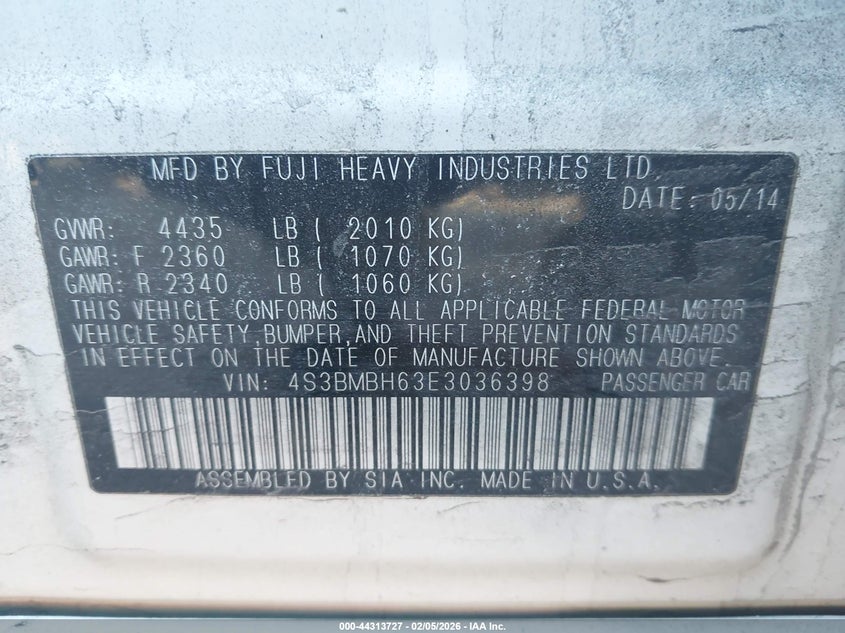 MFD BY FUJI HEAVY INDUSTRIES LTD.
DATE: 05/14
GVWR: 4435 LB ( 2010 KG)
GAWR: F 2360 LB ( 1070 KG)
GAWR: R 2340 LB ( 1060 KG)
THIS VEHICLE CONFORMS TO ALL APPLICABLE FEDERAL MOTOR
VEHICLE SAFETY,BUMPER,AND THEFT PREVENTION STANDARDS
IN EFFECT ON THE DATE OF MANUFACTURE SHOWN ABOVE.
VIN: 4S3BMBH63E3036398 PASSENGER CAR
ASSEMBLED BY SIA INC. MADE IN U.S.A.
000-44313727 - 02/05/2026 - IAA Inc.